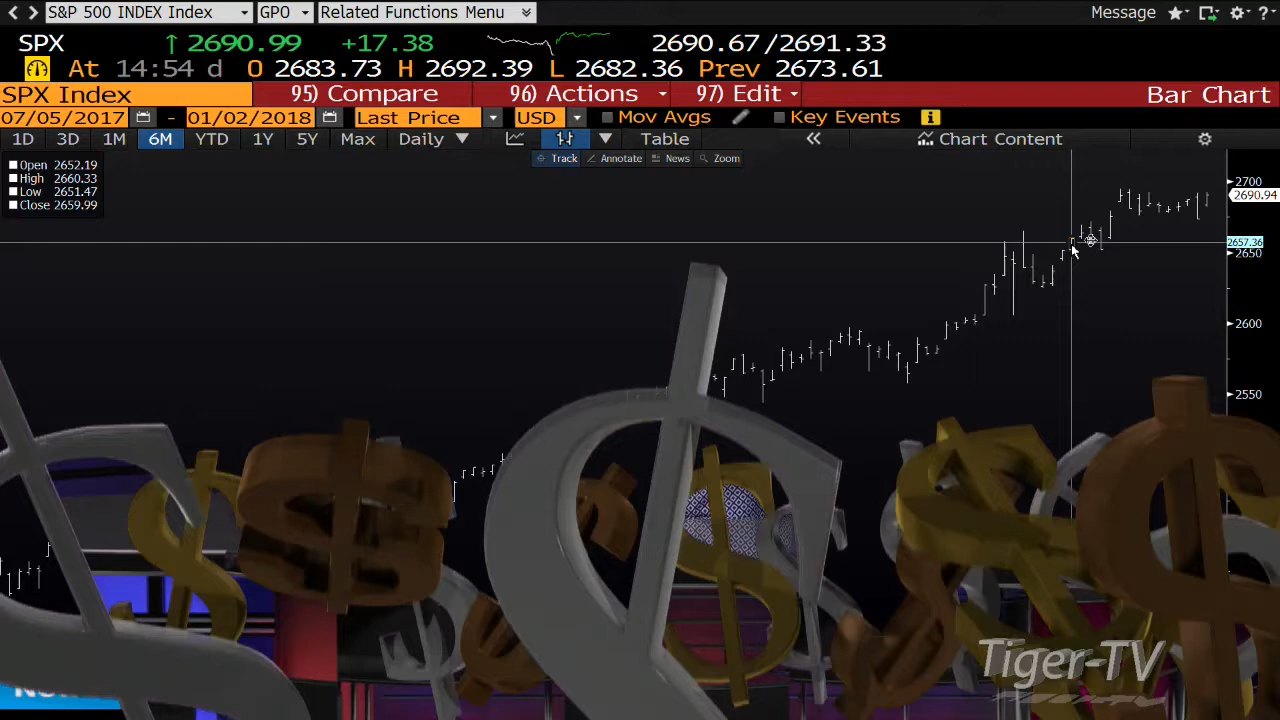 S&P 500 INDEX Index GPO Related Functions Menu Message
SPX 2690.99 +17.38 2690.67/2691.33
At 14:54 d O 2683.73 H 2692.39 L 2682.36 Prev 2673.61
SPX Index 95) Compare 96) Actions 97) Edit Bar Chart
07/05/2017 - 01/02/2018 Last Price USD Mov Avgs Key Events
1D 3D 1M 6M YTD 1Y 5Y Max Daily Table Chart Content
Track Annotate News Zoom
Open 2652.19
High 2660.33
Low 2651.47
Close 2659.99
2700
2690.94
2657.36
2650
2600
2550
Tiger-TV